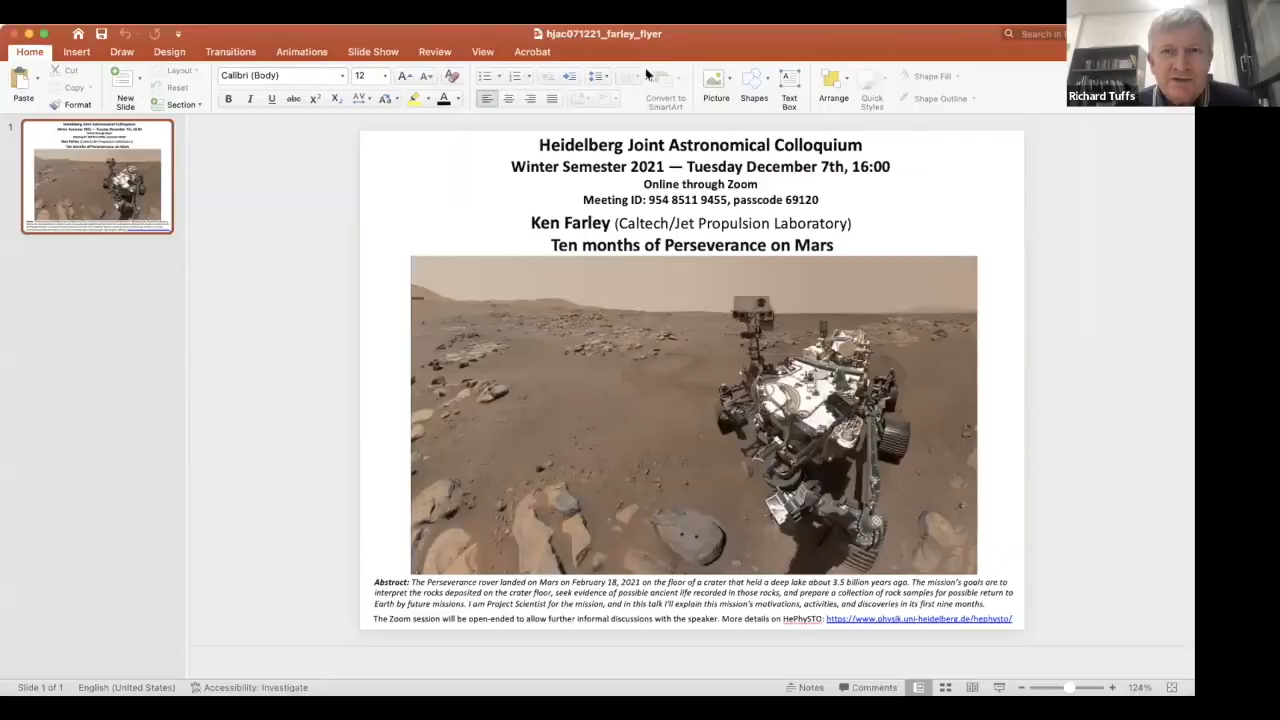 hjac071221_farley_flyer
Search in
Home Insert Draw Design Transitions Animations Slide Show Review View Acrobat
Paste
Cut
Copy
Format
New Slide
Layout
Reset
Section
Calibri (Body) 12
Convert to SmartArt
Picture
Shapes
Text Box
Arrange
Quick Styles
Shape Fill
Shape Outline
Richard Tuffs
1
Heidelberg Joint Astronomical Colloquium
Winter Semester 2021 — Tuesday December 7th, 16:00
Online through Zoom
Meeting ID: 954 8511 9455, passcode 69120
Ken Farley (Caltech/Jet Propulsion Laboratory)
Ten months of Perseverance on Mars
Abstract: The Perseverance rover landed on Mars on February 18, 2021 on the floor of a crater that held a deep lake about 3.5 billion years ago. The mission's goals are to
interpret the rocks deposited on the crater floor, seek evidence of possible ancient life recorded in those rocks, and prepare a collection of rock samples for possible return to
Earth by future missions. I am Project Scientist for the mission, and in this talk I'll explain this mission's motivations, activities, and discoveries in its first nine months.
The Zoom session will be open-ended to allow further informal discussions with the speaker. More details on HePhySTO: https://www.physik.uni-heidelberg.de/hephysto/
Slide 1 of 1 English (United States) Accessibility: Investigate Notes Comments 124%